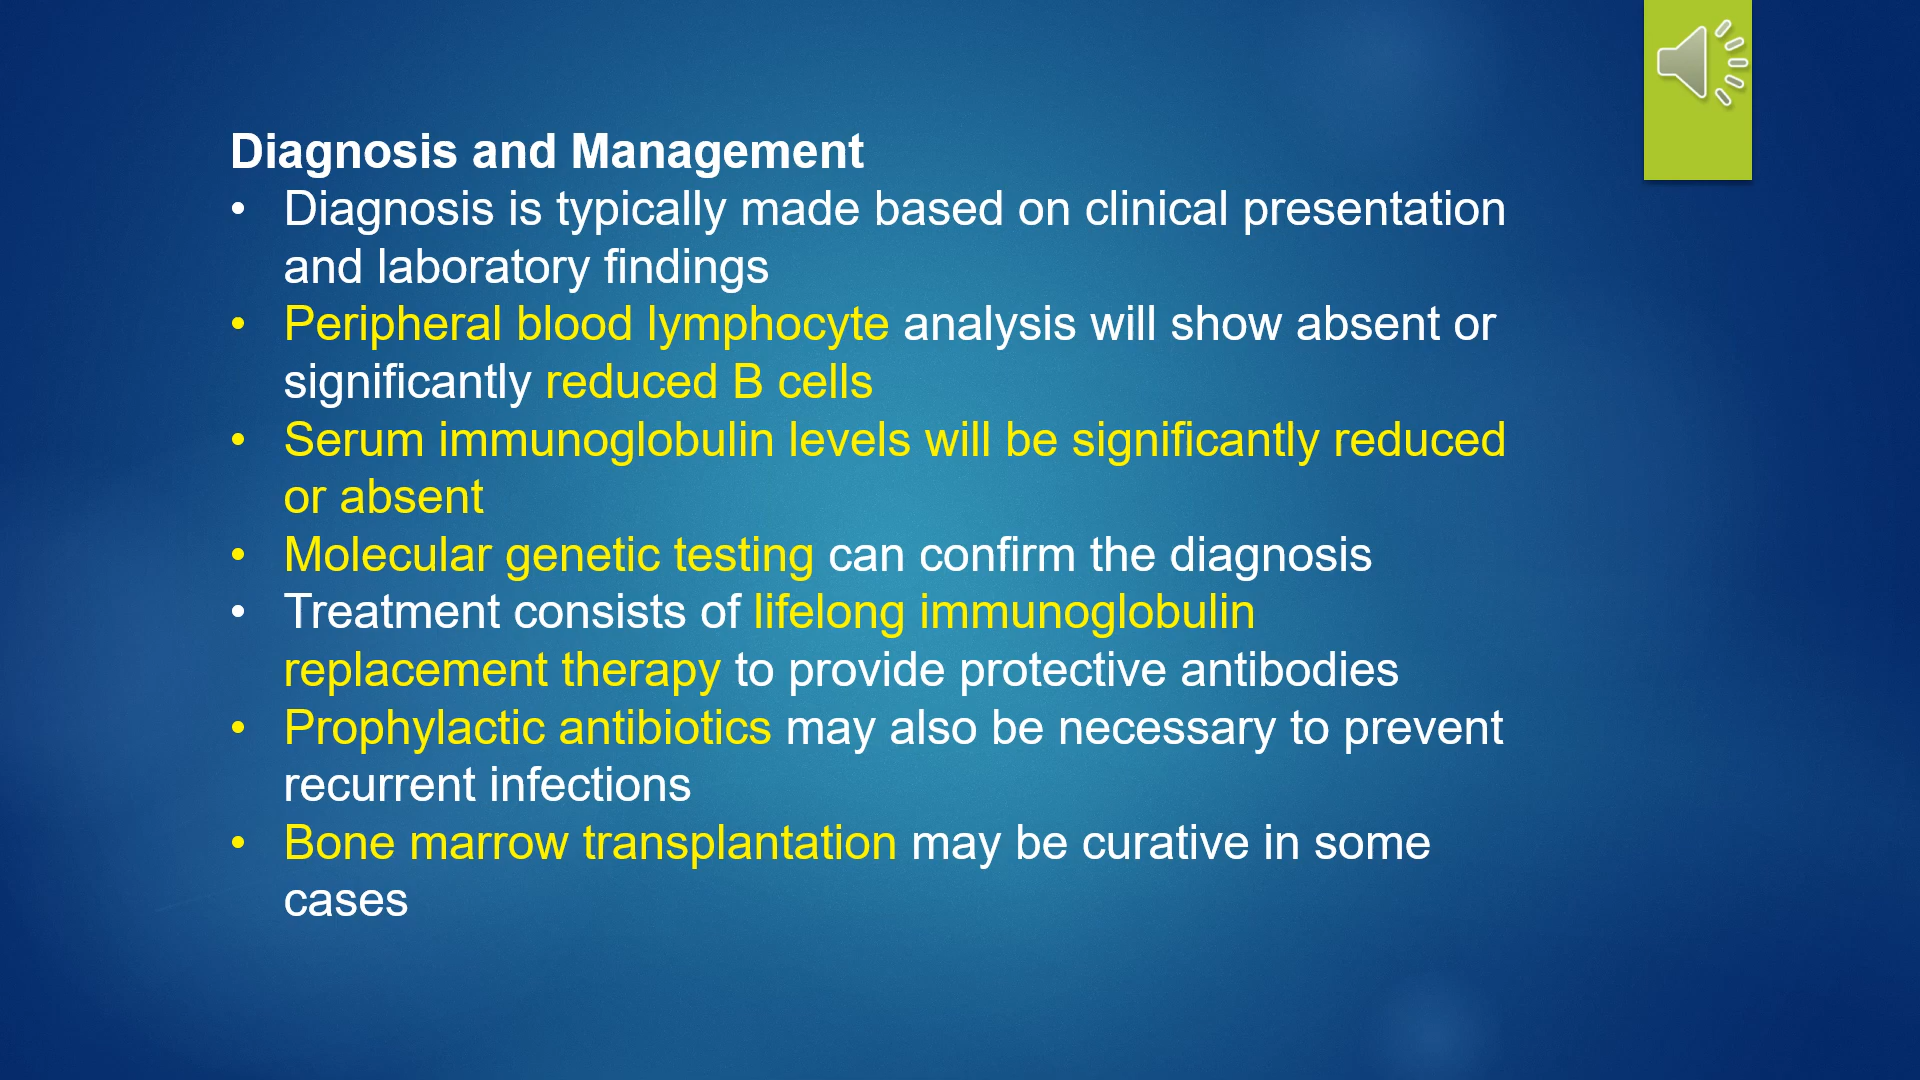 Diagnosis and Management
• Diagnosis is typically made based on clinical presentation
and laboratory findings
• Peripheral blood lymphocyte analysis will show absent or
significantly reduced B cells
• Serum immunoglobulin levels will be significantly reduced
or absent
• Molecular genetic testing can confirm the diagnosis
• Treatment consists of lifelong immunoglobulin
replacement therapy to provide protective antibodies
• Prophylactic antibiotics may also be necessary to prevent
recurrent infections
• Bone marrow transplantation may be curative in some
cases